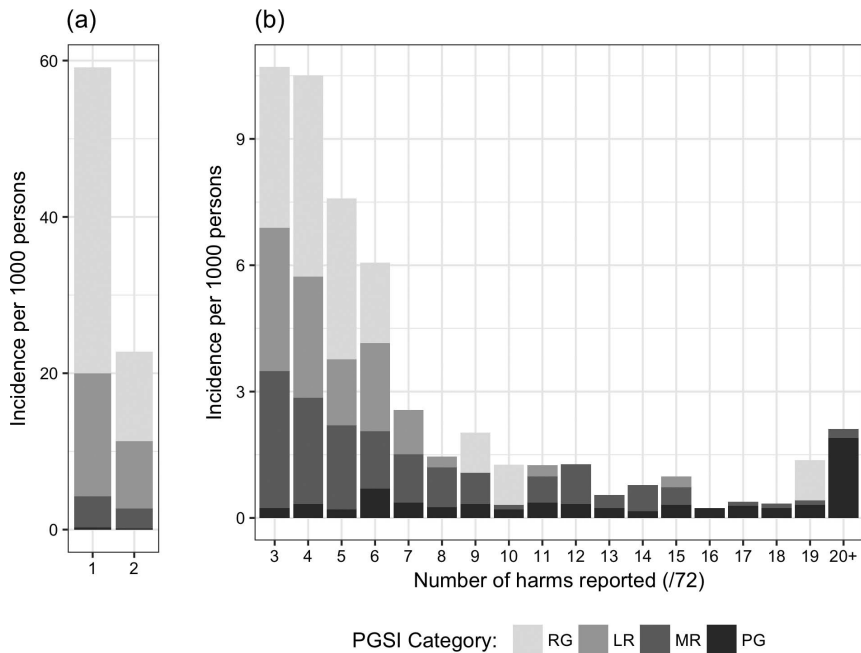 (a)
(b)
Incidence per 1000 persons
60
40
20
0
1 2
Incidence per 1000 persons
9
6
3
0
3 4 5 6 7 8 9 10 11 12 13 14 15 16 17 18 19 20+
Number of harms reported (/72)
PGSI Category: RG LR MR PG